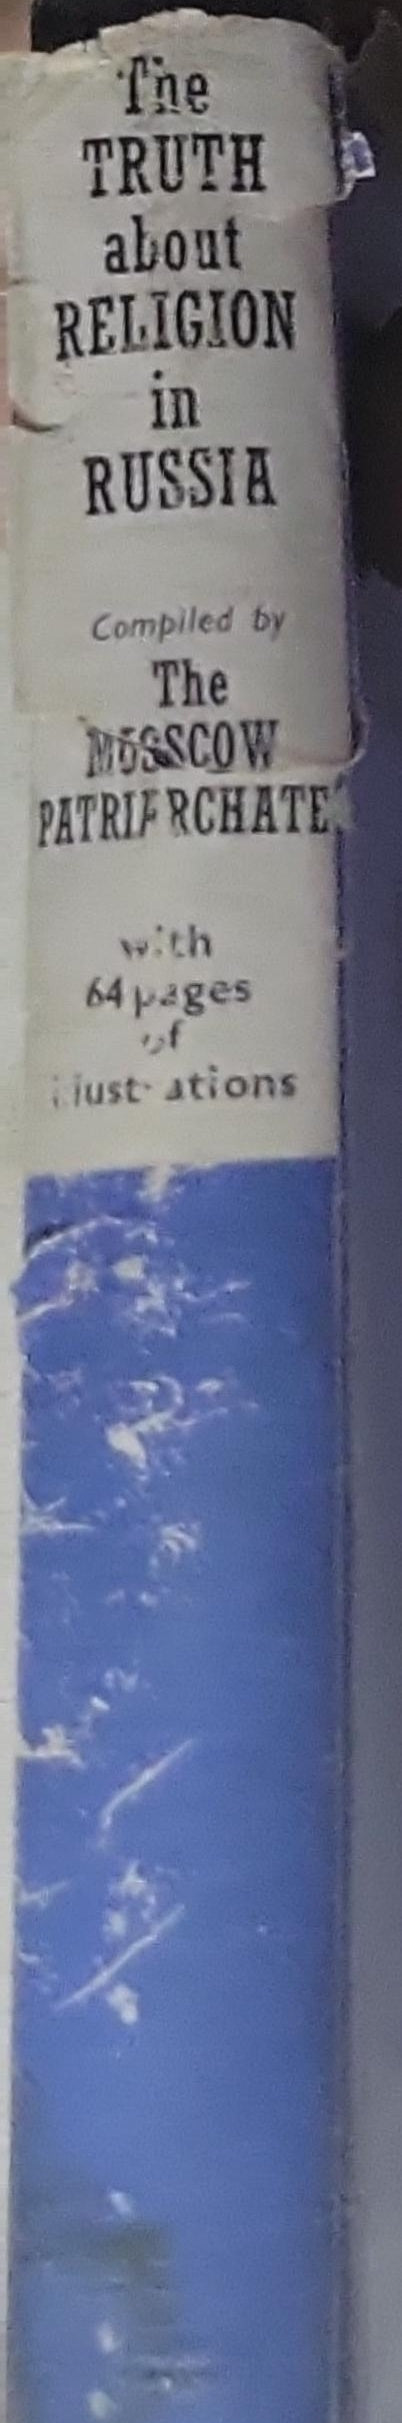 The
TRUTH
about
RELIGION
in
RUSSIA
Compiled by
The
MOSCOW
PATRIARCHATE
with
64 pages
of
illustrations